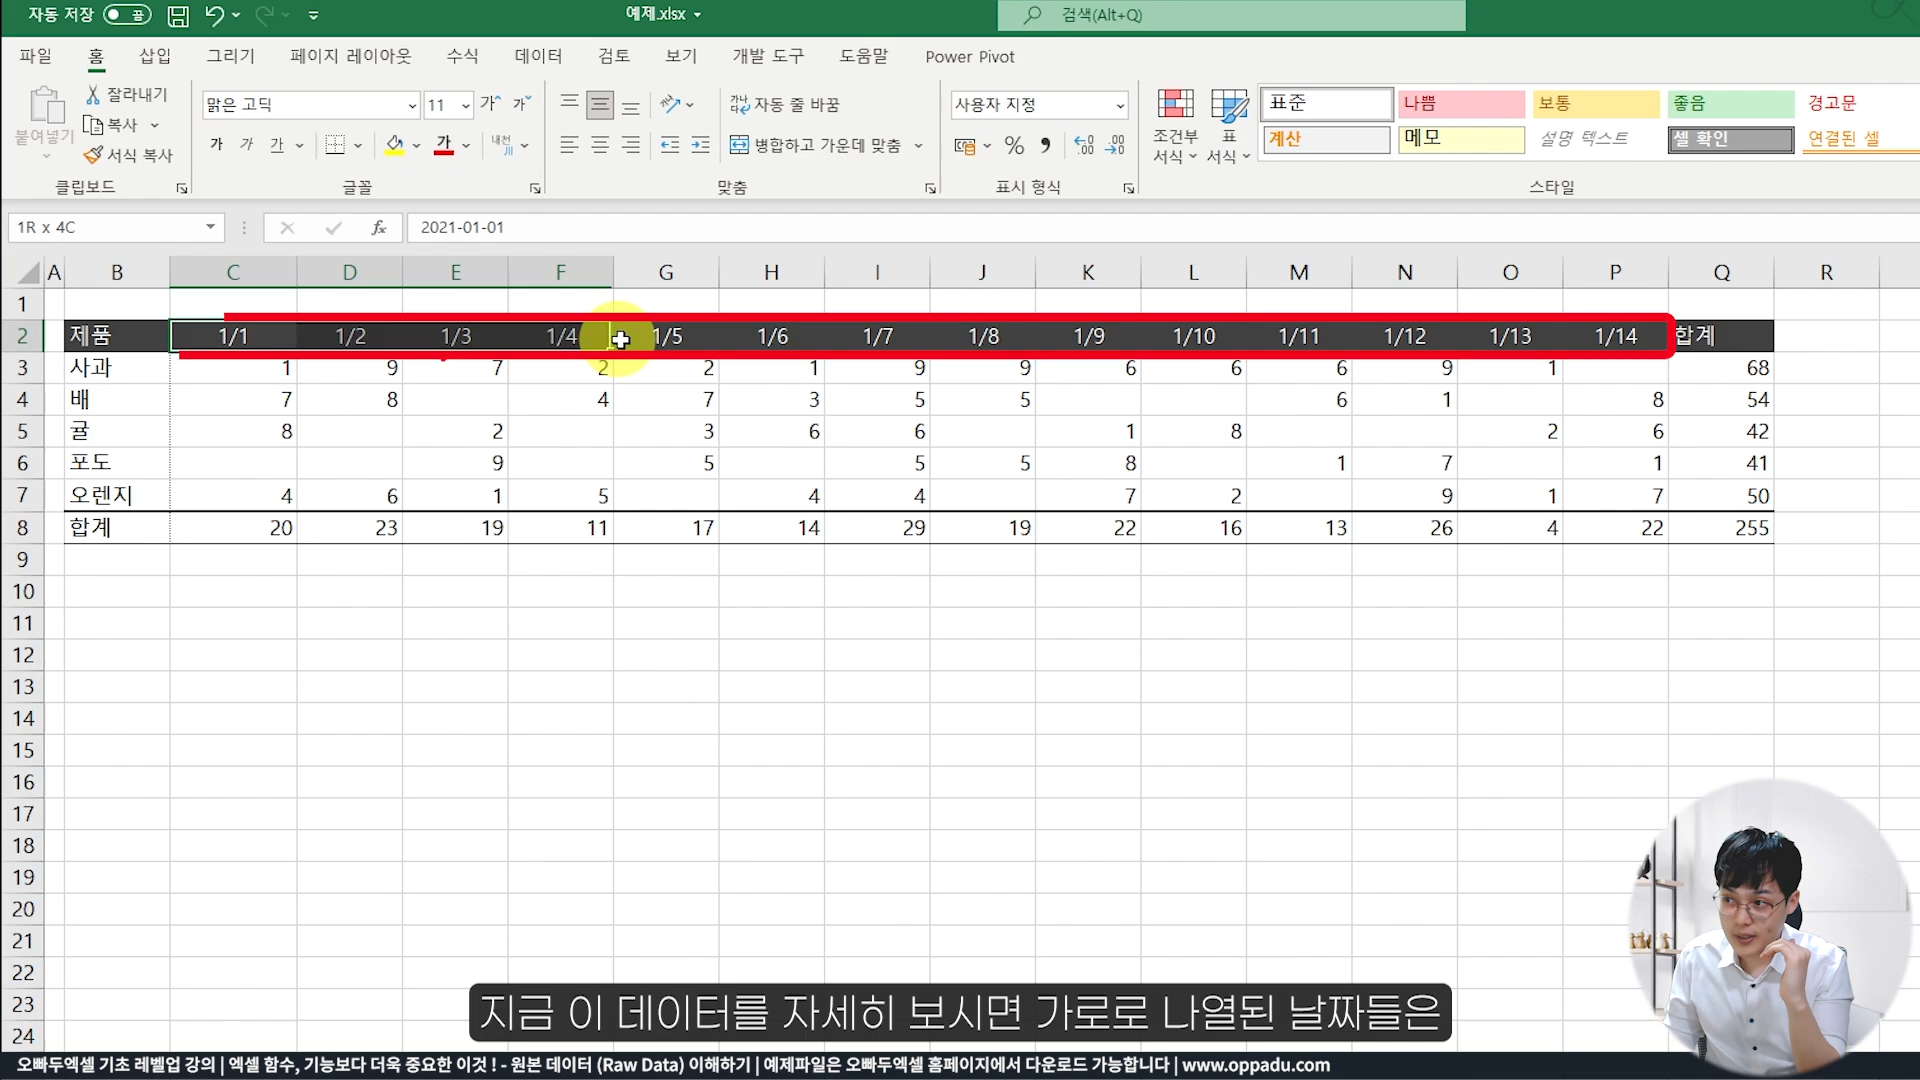 자동 저장 끔 예제.xlsx 검색(Alt+Q)
파일 홈 삽입 그리기 페이지 레이아웃 수식 데이터 검토 보기 개발 도구 도움말 Power Pivot
붙여넣기 잘라내기 복사 서식 복사
클립보드
맑은 고딕 11 가 가
가 가 가 가 내천
글꼴
자동 줄 바꿈
병합하고 가운데 맞춤
맞춤
사용자 지정
% 
표시 형식
조건부 서식 표 서식
표준 나쁨 보통 좋음 경고문
계산 메모 설명 텍스트 셀 확인 연결된 셀
스타일
1R x 4C fx 2021-01-01
A B C D E F G H I J K L M N O P Q R
1
2 제품 1/1 1/2 1/3 1/4 1/5 1/6 1/7 1/8 1/9 1/10 1/11 1/12 1/13 1/14 합계
3 사과 1 9 7 2 2 1 9 9 6 6 6 9 1 68
4 배 7 8 4 7 3 5 5 6 1 8 54
5 귤 8 2 3 6 6 1 8 2 6 42
6 포도 9 5 5 5 8 1 7 1 41
7 오렌지 4 6 1 5 4 4 7 2 9 1 7 50
8 합계 20 23 19 11 17 14 29 19 22 16 13 26 4 22 255
9
10
11
12
13
14
15
16
17
18
19
20
21
22
23
24
지금 이 데이터를 자세히 보시면 가로로 나열된 날짜들은
오빠두엑셀 기초 레벨업 강의 | 엑셀 함수, 기능보다 더욱 중요한 이것 ! - 원본 데이터 (Raw Data) 이해하기 | 예제파일은 오빠두엑셀 홈페이지에서 다운로드 가능합니다 | www.oppadu.com